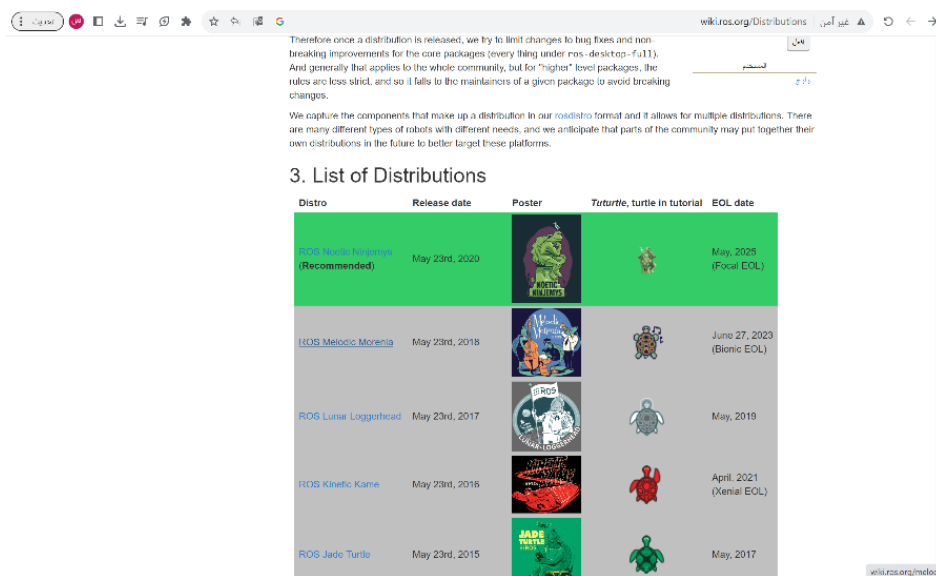 تحديث
wiki.ros.org/Distributions
غير آمن
Therefore once a distribution is released, we try to limit changes to bug fixes and non-
breaking improvements for the core packages (every thing under ros-desktop-full).
And generally that applies to the whole community, but for "higher" level packages, the
rules are less strict, and so it falls to the maintainers of a given package to avoid breaking
changes.
المستخدم
We capture the components that make up a distribution in our rosdistro format and it allows for multiple distributions. There
are many different types of robots with different needs, and we anticipate that parts of the community may put together their
own distributions in the future to better target these platforms.
3. List of Distributions
Distro Release date Poster Tuturtle, turtle in tutorial EOL date
ROS Noetic Ninjemys
(Recommended)
May 23rd, 2020
NOETIC
NINJEMYS
May, 2025
(Focal EOL)
ROS Melodic Morenia
May 23rd, 2018
Melodic
Morenia
June 27, 2023
(Bionic EOL)
ROS Lunar Loggerhead
May 23rd, 2017
ROS
LUNAR LOGGERHEAD
May, 2019
ROS Kinetic Kame
May 23rd, 2016
April, 2021
(Xenial EOL)
ROS Jade Turtle
May 23rd, 2015
JADE
TURTLE
May, 2017
wiki.ros.org/melod